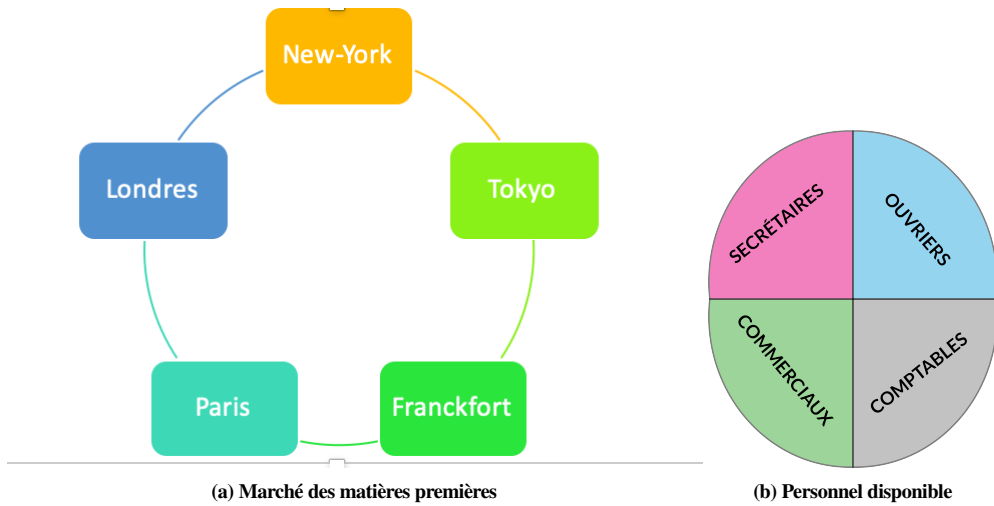 New-York
Londres
Tokyo
Paris
Franckfort
(a) Marché des matières premières
SECRÉTAIRES
OUVRIERS
COMMERCIAUX
COMPTABLES
(b) Personnel disponible